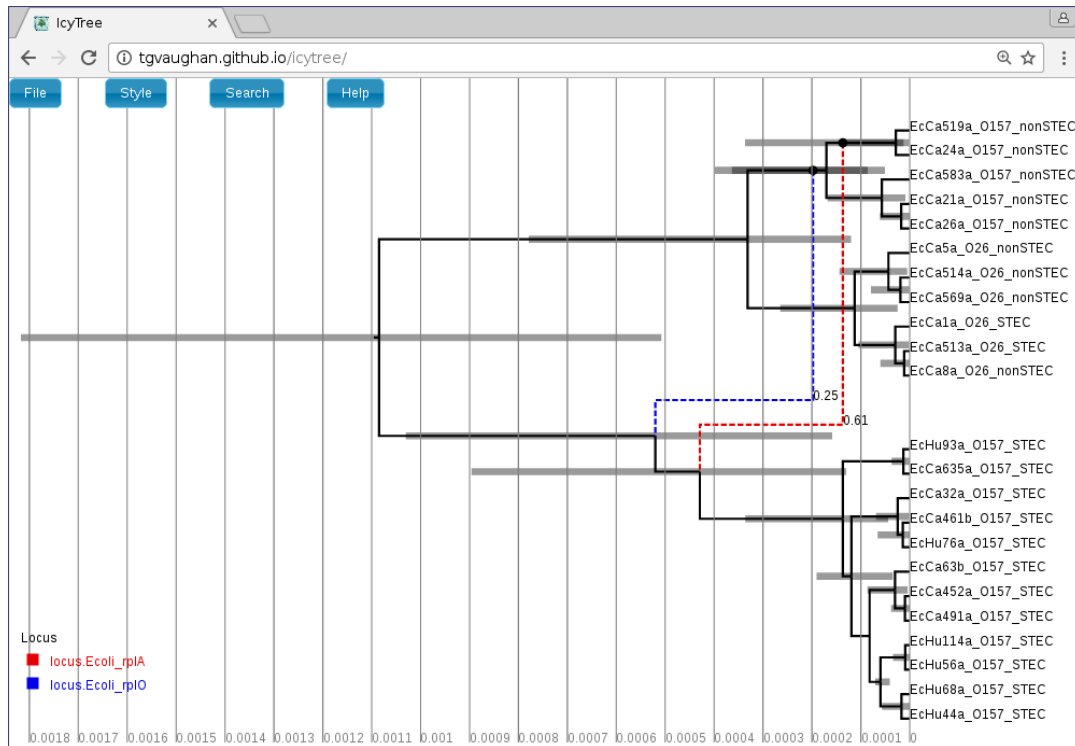 IcyTree
tgvaughan.github.io/icytree/
File Style Search Help
EcCa519a_O157_nonSTEC
EcCa24a_O157_nonSTEC
EcCa583a_O157_nonSTEC
EcCa21a_O157_nonSTEC
EcCa26a_O157_nonSTEC
EcCa5a_O26_nonSTEC
EcCa514a_O26_nonSTEC
EcCa569a_O26_nonSTEC
EcCa1a_O26_STEC
EcCa513a_O26_STEC
EcCa8a_O26_nonSTEC
0.25
0.61
EcHu93a_O157_STEC
EcCa635a_O157_STEC
EcCa32a_O157_STEC
EcCa461b_O157_STEC
EcHu76a_O157_STEC
EcCa63b_O157_STEC
EcCa452a_O157_STEC
EcCa491a_O157_STEC
EcHu114a_O157_STEC
EcHu56a_O157_STEC
EcHu68a_O157_STEC
EcHu44a_O157_STEC
Locus
locus.Ecoli_rplA
locus.Ecoli_rplO
0.0018 0.0017 0.0016 0.0015 0.0014 0.0013 0.0012 0.0011 0.001 0.0009 0.0008 0.0007 0.0006 0.0005 0.0004 0.0003 0.0002 0.0001 0